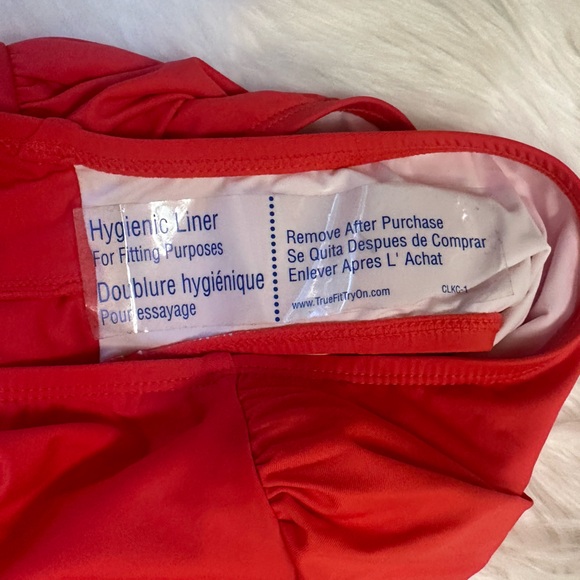 Hygienic Liner
For Fitting Purposes
Doublure hygiénique
Pour essayage
Remove After Purchase
Se Quita Despues de Comprar
Enlever Apres L' Achat
www.TrueFitTryOn.com
CLKC-1